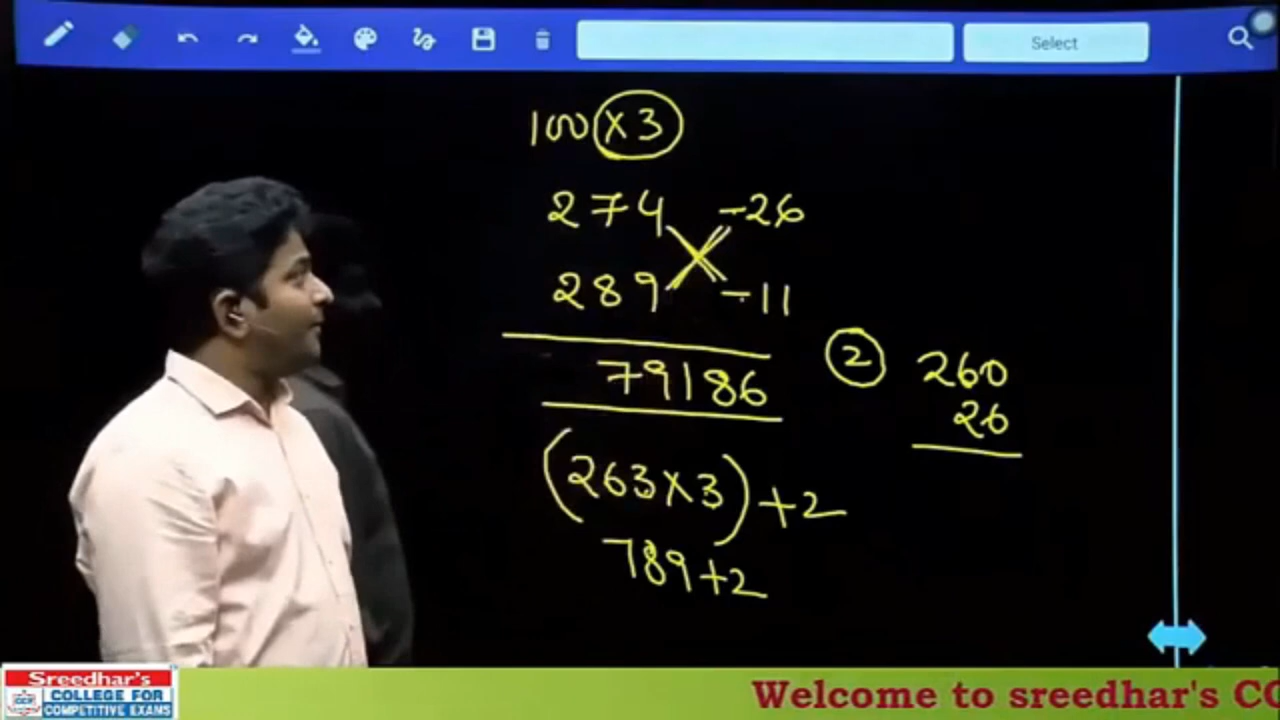 Select
100 × 3
274 -26
289 -11
79186
(263×3)+2
789+2
2 260
26
Sreedhar's
CCE
COLLEGE FOR
COMPETITIVE EXAMS
Welcome to sreedhar's CC